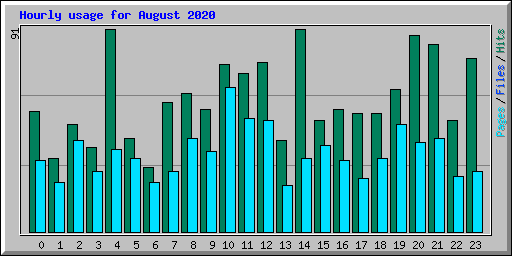 Hourly usage for August 2020
91
Pages/Files/Hits
0 1 2 3 4 5 6 7 8 9 10 11 12 13 14 15 16 17 18 19 20 21 22 23